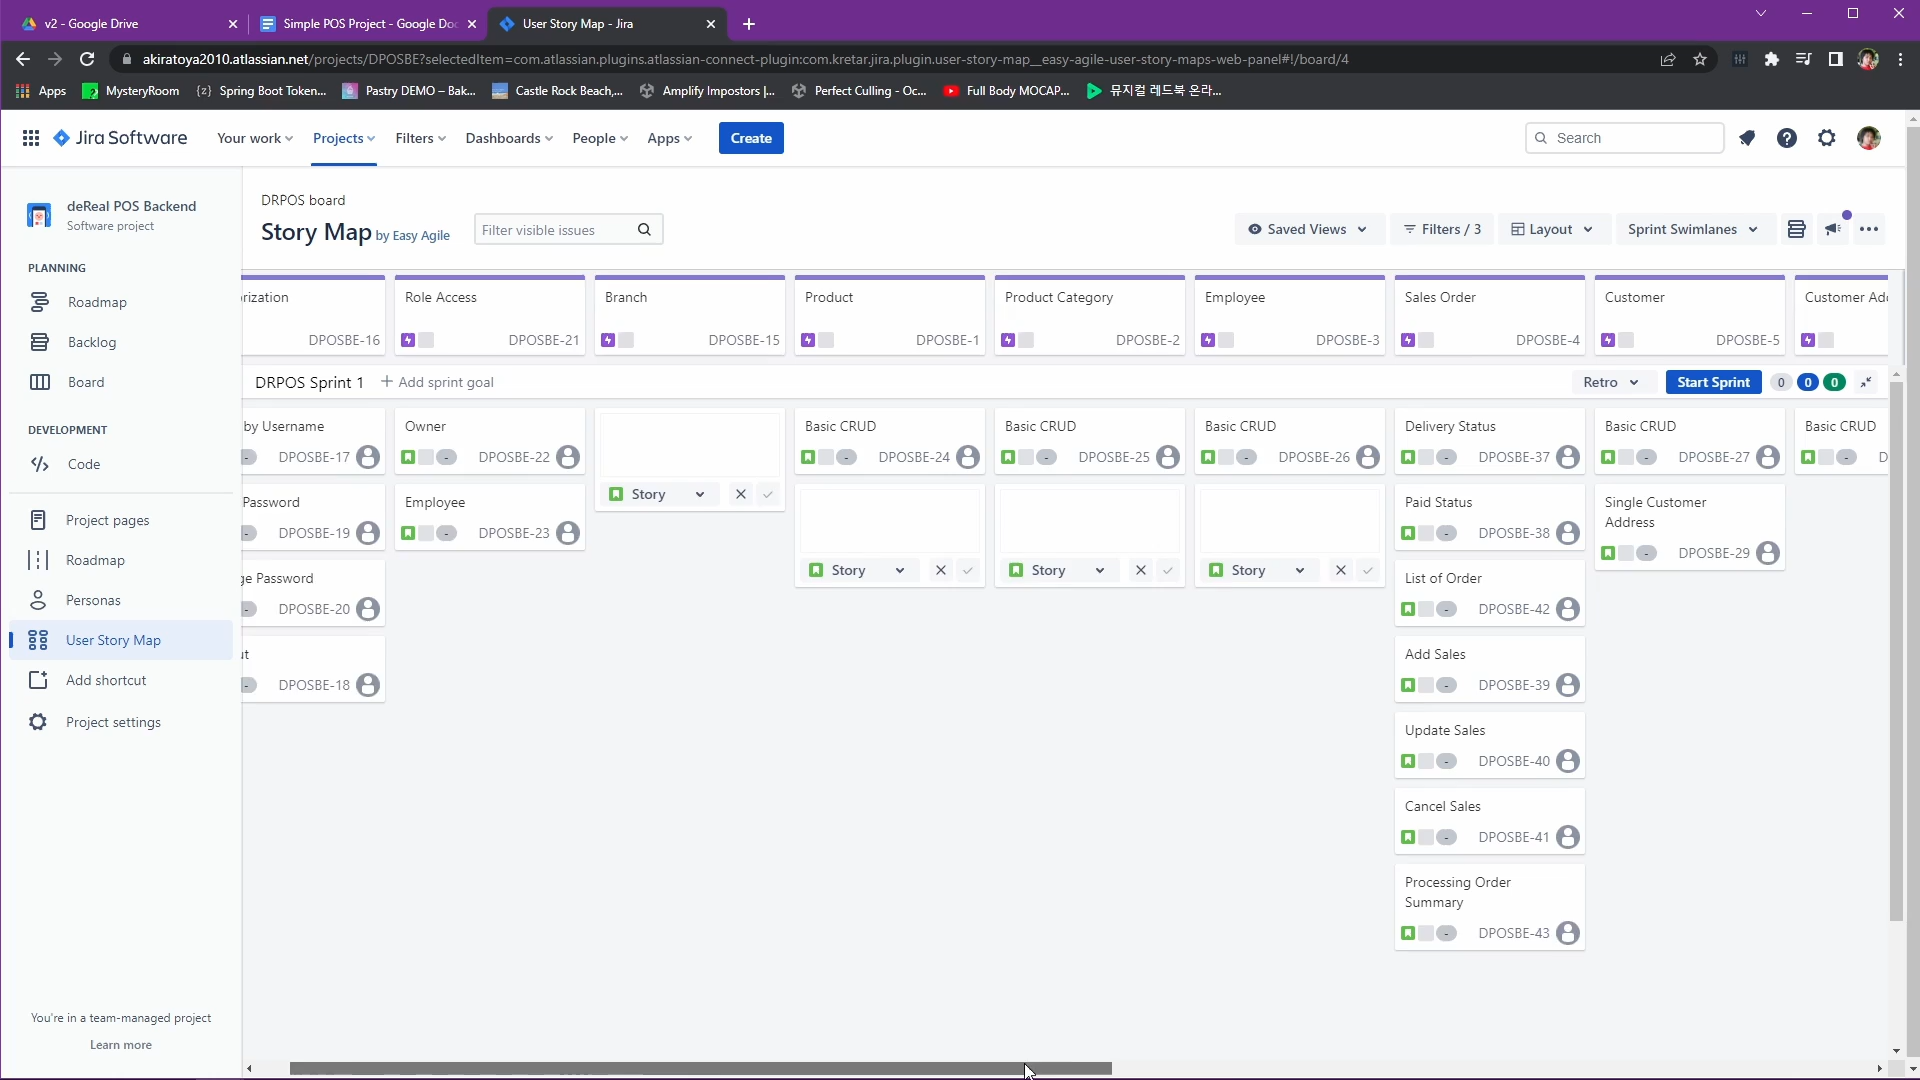 v2 - Google Drive
Simple POS Project - Google Doc
User Story Map - Jira
akiratoya2010.atlassian.net/projects/DPOSBE?selectedItem=com.atlassian.plugins.atlassian-connect-plugin:com.kretar.jira.plugin.user-story-map__easy-agile-user-story-maps-web-panel#!/board/4
Apps
MysteryRoom
Spring Boot Token...
Pastry DEMO – Bak...
Castle Rock Beach,...
Amplify Impostors |...
Perfect Culling - Oc...
Full Body MOCAP...
뮤지컬 레드북 온라...
Jira Software
Your work
Projects
Filters
Dashboards
People
Apps
Create
Search
deReal POS Backend
Software project
PLANNING
Roadmap
Backlog
Board
DEVELOPMENT
Code
Project pages
Roadmap
Personas
User Story Map
Add shortcut
Project settings
You're in a team-managed project
Learn more
DRPOS board
Story Map by Easy Agile
Filter visible issues
Saved Views
Filters / 3
Layout
Sprint Swimlanes
rization
DPOSBE-16
Role Access
DPOSBE-21
Branch
DPOSBE-15
Product
DPOSBE-1
Product Category
DPOSBE-2
Employee
DPOSBE-3
Sales Order
DPOSBE-4
Customer
DPOSBE-5
Customer Add
DRPOS Sprint 1
+ Add sprint goal
Retro
Start Sprint
0
0
0
by Username
- DPOSBE-17
Password
- DPOSBE-19
ge Password
- DPOSBE-20
ut
- DPOSBE-18
Owner
- DPOSBE-22
Employee
- DPOSBE-23
Story
Basic CRUD
- DPOSBE-24
Story
Basic CRUD
- DPOSBE-25
Story
Basic CRUD
- DPOSBE-26
Story
Delivery Status
- DPOSBE-37
Paid Status
- DPOSBE-38
List of Order
- DPOSBE-42
Add Sales
- DPOSBE-39
Update Sales
- DPOSBE-40
Cancel Sales
- DPOSBE-41
Processing Order
Summary
- DPOSBE-43
Basic CRUD
- DPOSBE-27
Single Customer
Address
- DPOSBE-29
Basic CRUD
- D